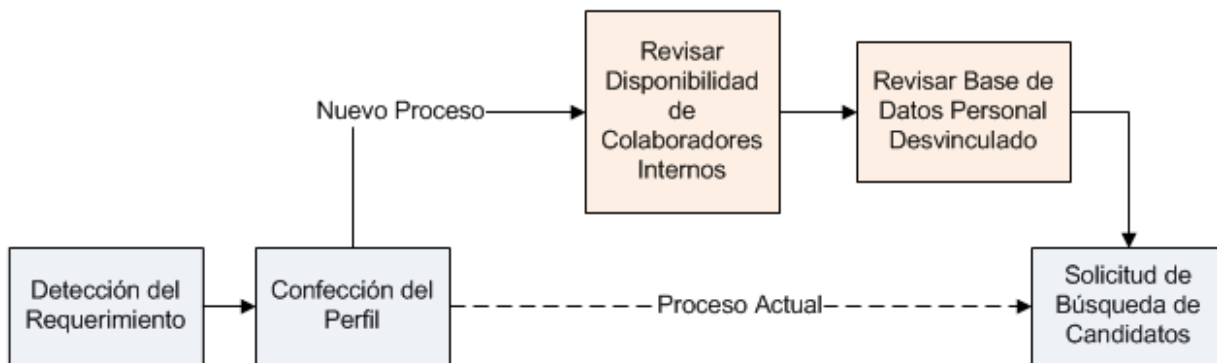 Revisar
Disponibilidad
de
Colaboradores
Internos
Revisar Base de
Datos Personal
Desvinculado
Nuevo Proceso
Detección del
Requerimiento
Confección del
Perfil
Proceso Actual
Solicitud de
Búsqueda de
Candidatos